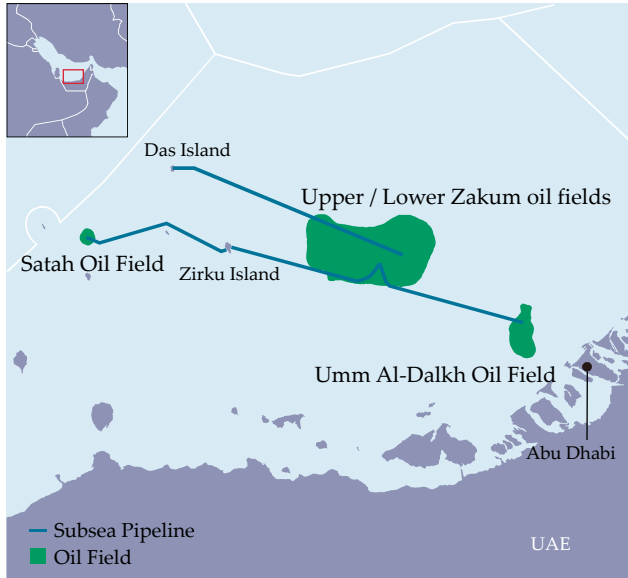 Das Island
Upper / Lower Zakum oil fields
Satah Oil Field
Zirku Island
Umm Al-Dalkh Oil Field
Abu Dhabi
Subsea Pipeline
Oil Field
UAE